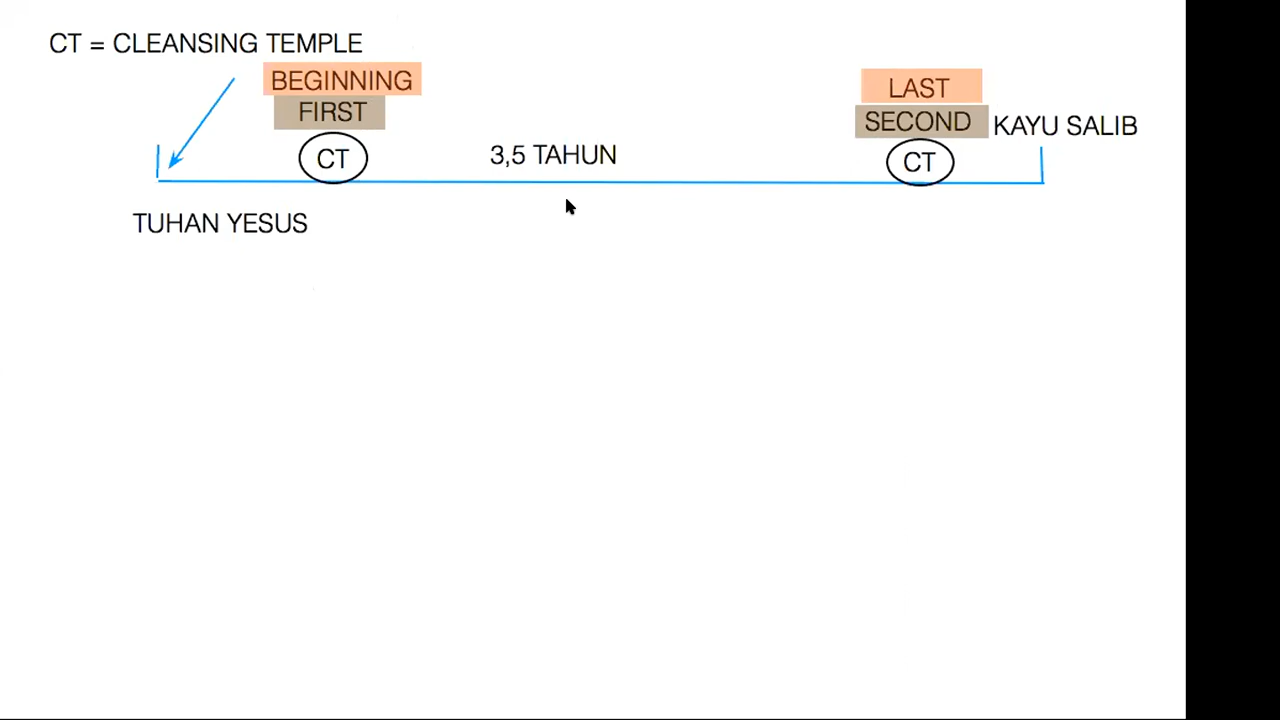 CT = CLEANSING TEMPLE
BEGINNING
FIRST
CT
3,5 TAHUN
LAST
SECOND
KAYU SALIB
CT
TUHAN YESUS